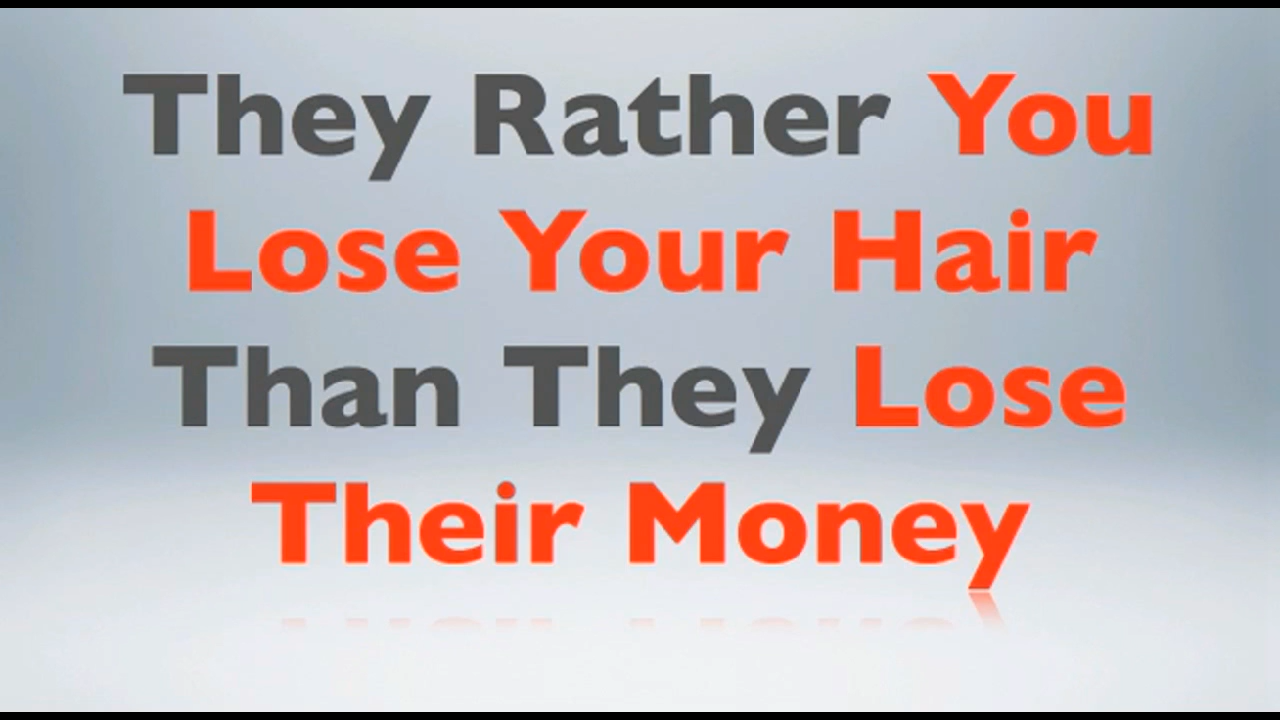 They Rather You
Lose Your Hair
Than They Lose
Their Money